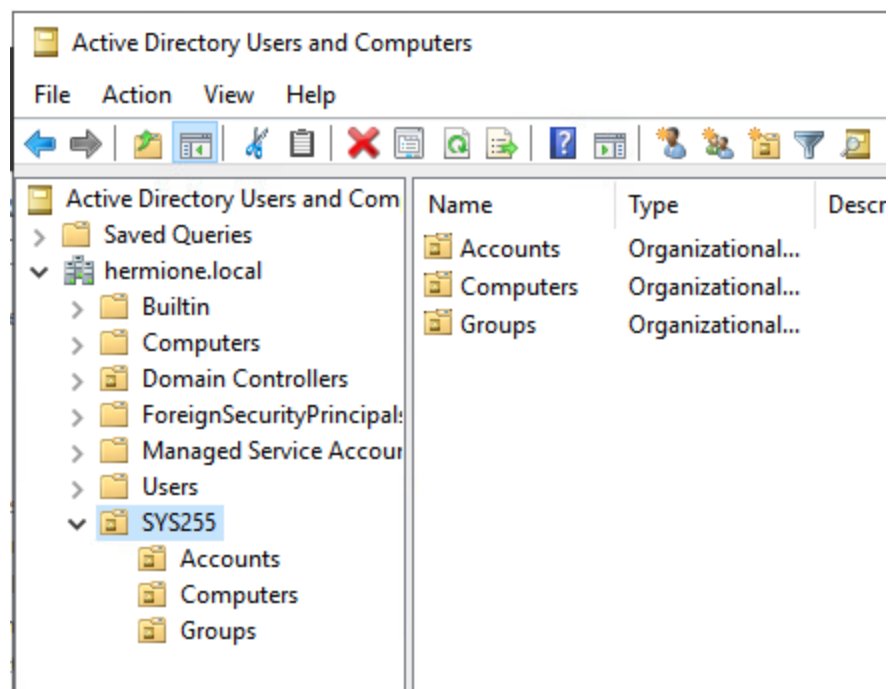 Active Directory Users and Computers
File Action View Help
Active Directory Users and Com
Saved Queries
hermione.local
Builtin
Computers
Domain Controllers
ForeignSecurityPrincipals
Managed Service Accour
Users
SYS255
Accounts
Computers
Groups
Name Type Descr
Accounts Organizational...
Computers Organizational...
Groups Organizational...